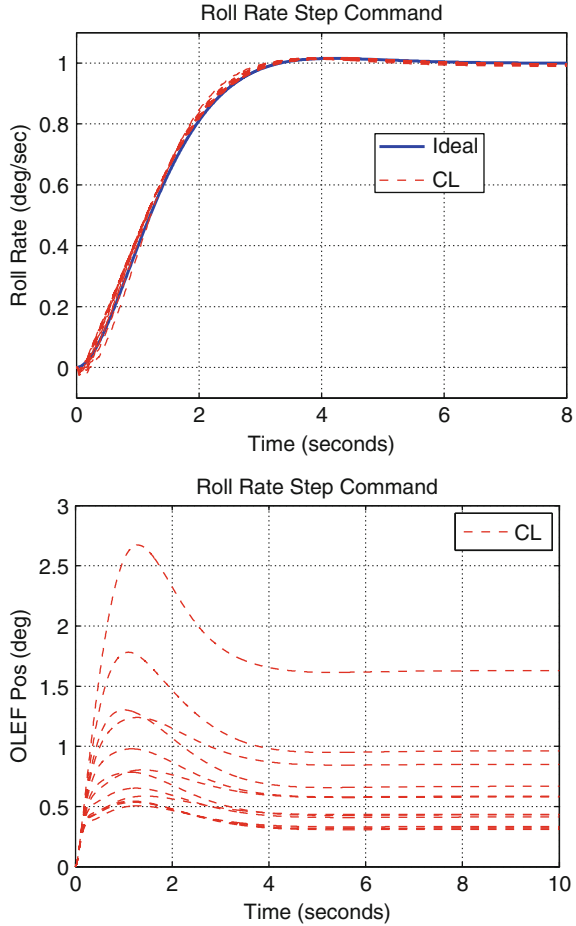 Roll Rate Step Command
Roll Rate (deg/sec)
1
0.8
0.6
0.4
0.2
0
Ideal
CL
0 2 4 6 8
Time (seconds)
Roll Rate Step Command
OLEF Pos (deg)
3
2.5
2
1.5
1
0.5
0
CL
0 2 4 6 8 10
Time (seconds)